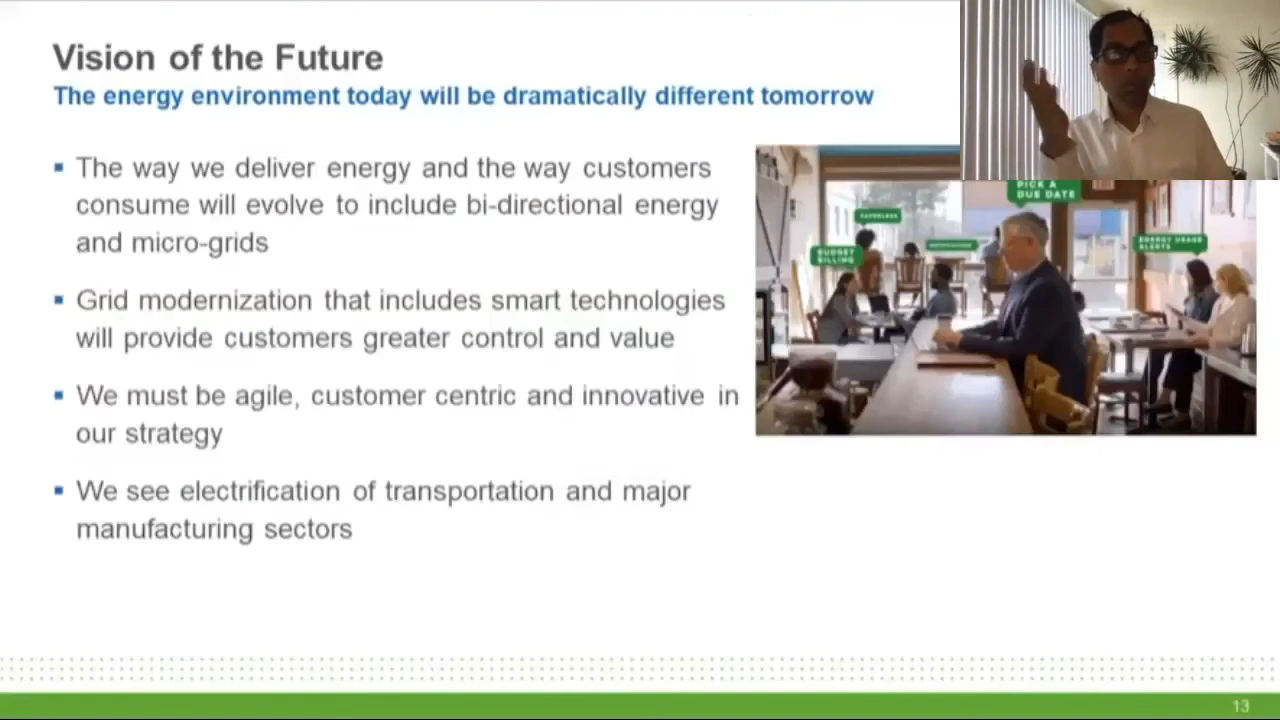 Vision of the Future
The energy environment today will be dramatically different tomorrow
▪ The way we deliver energy and the way customers
consume will evolve to include bi-directional energy
and micro-grids
▪ Grid modernization that includes smart technologies
will provide customers greater control and value
▪ We must be agile, customer centric and innovative in
our strategy
▪ We see electrification of transportation and major
manufacturing sectors
PICK A
DUE DATE
PAPERLESS
BUDGET
BILLING
ENERGY USAGE
ALERTS
13